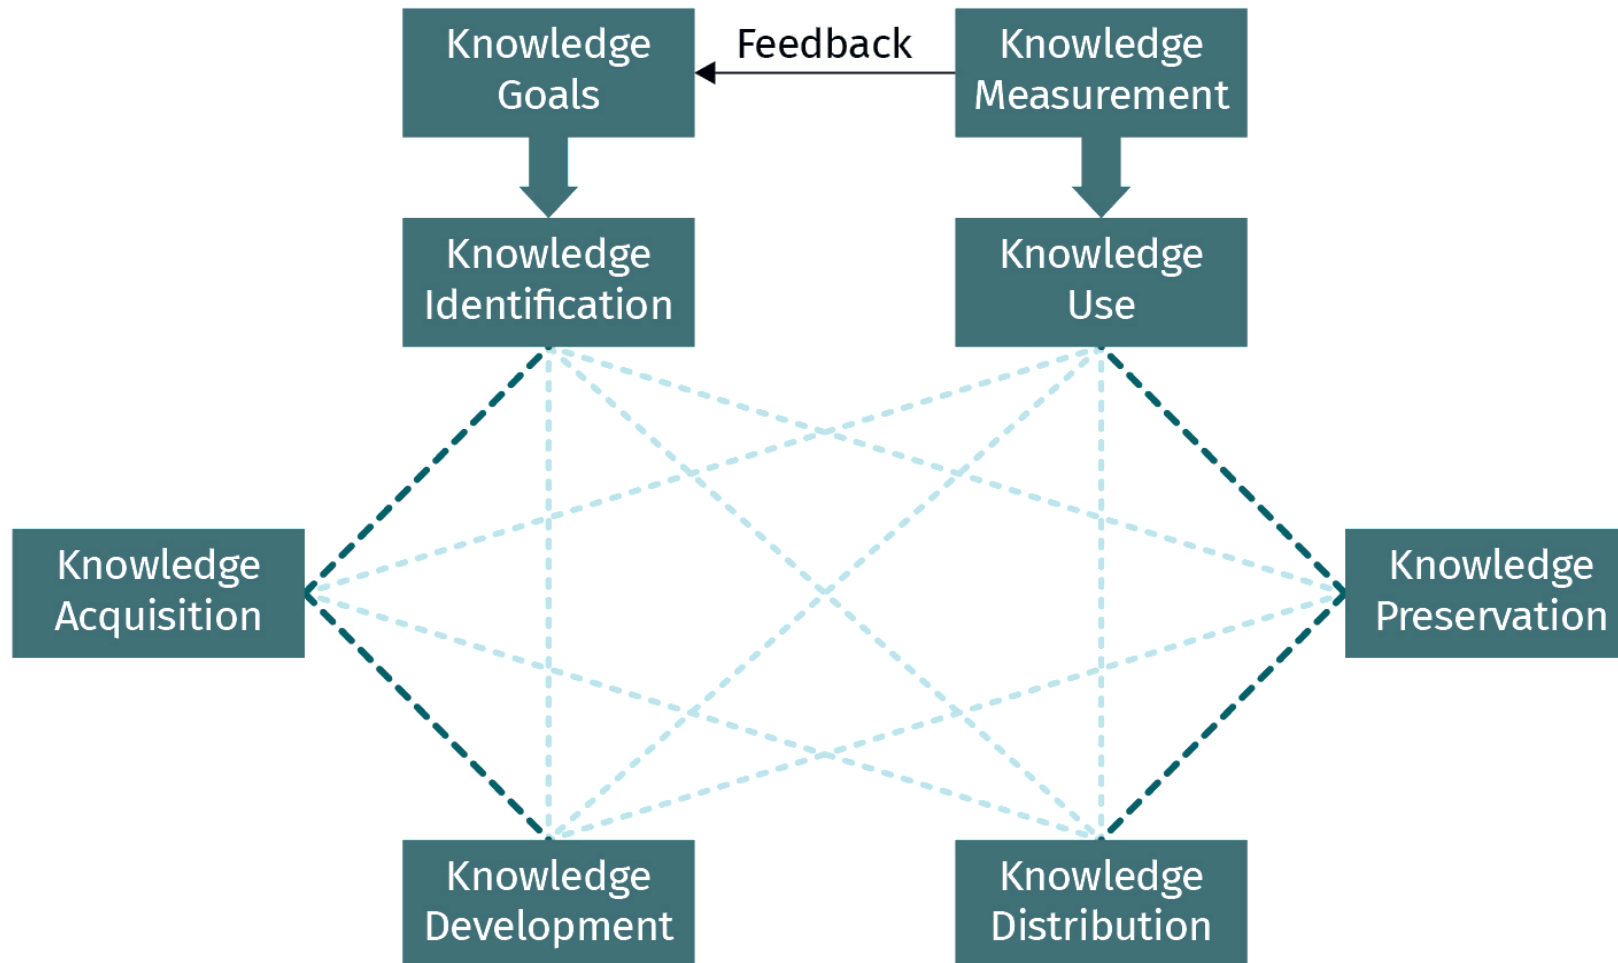 Knowledge
Goals
Feedback
Knowledge
Measurement
Knowledge
Identification
Knowledge
Use
Knowledge
Acquisition
Knowledge
Preservation
Knowledge
Development
Knowledge
Distribution